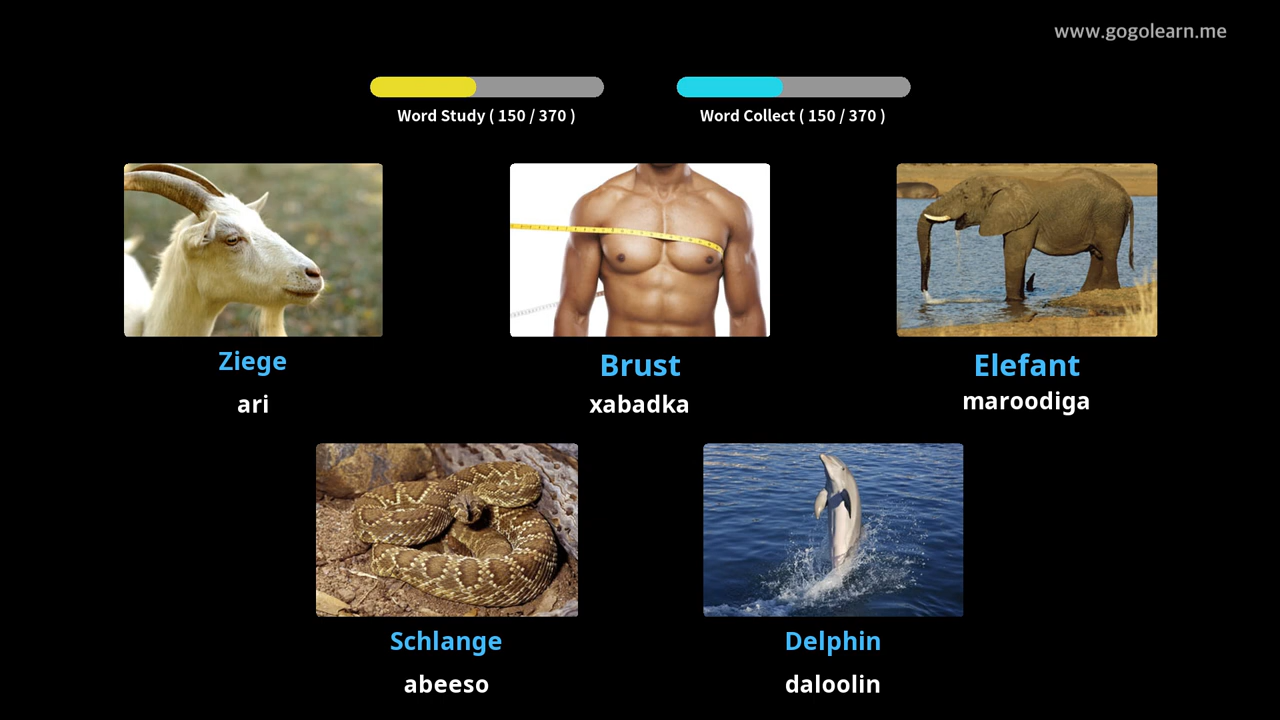 www.gogolearn.me
Word Study ( 150 / 370 )
Word Collect ( 150 / 370 )
Ziege
ari
Brust
xabadka
Elefant
maroodiga
Schlange
abeeso
Delphin
daloolin